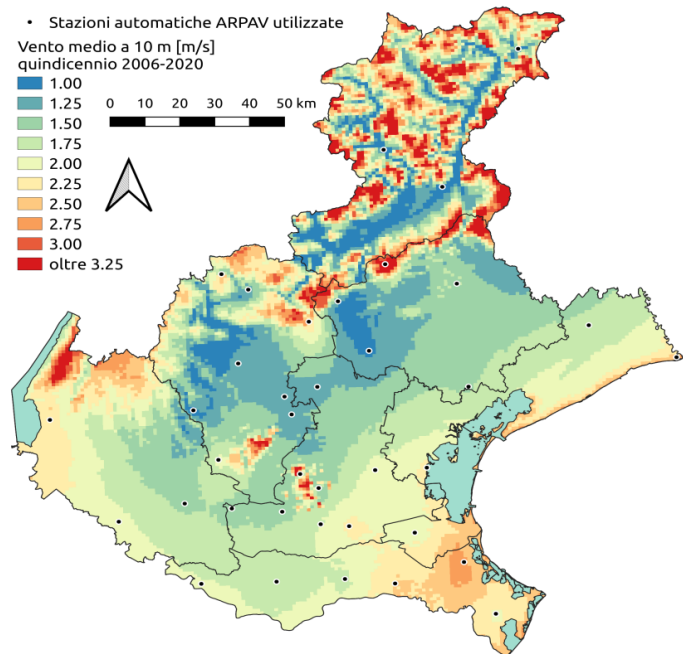 • Stazioni automatiche ARPAV utilizzate
Vento medio a 10 m [m/s]
quindicennio 2006-2020
1.00
1.25
1.50
1.75
2.00
2.25
2.50
2.75
3.00
oltre 3.25
0 10 20 30 40 50 km